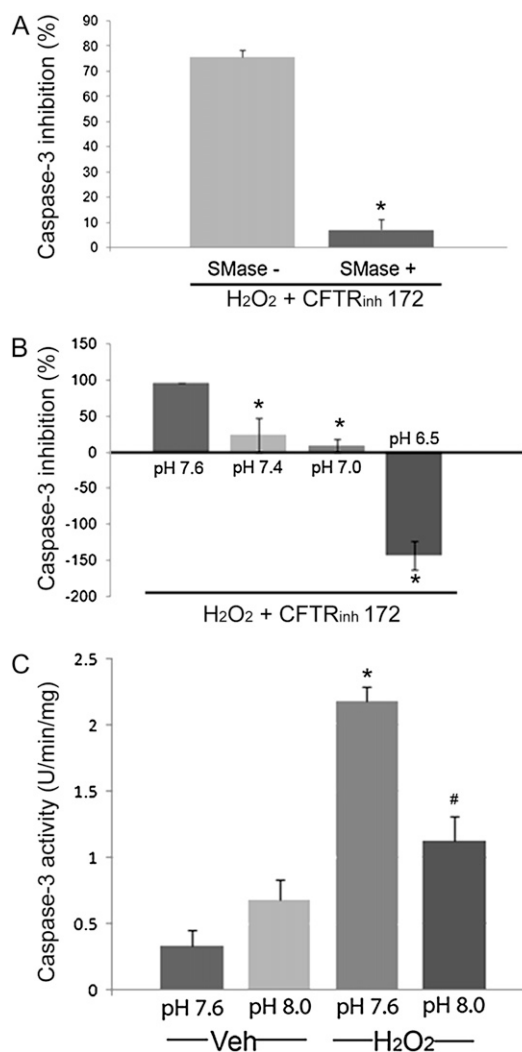 A
Caspase-3 inhibition (%)
90
80
70
60
50
40
30
20
10
0
*
SMase -
SMase +
H2O2 + CFTRinh 172
B
Caspase-3 inhibition (%)
150
100
50
0
-50
-100
-150
-200
*
*
pH 6.5
pH 7.6
pH 7.4
pH 7.0
*
H2O2 + CFTRinh 172
C
Caspase-3 activity (U/min/mg)
2.5
2
1.5
1
0.5
0
*
#
pH 7.6
pH 8.0
pH 7.6
pH 8.0
Veh
H2O2